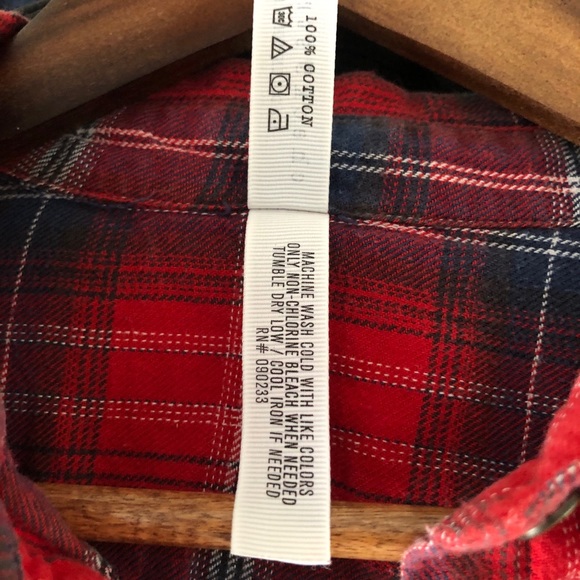 100% COTTON
MACHINE WASH COLD WITH LIKE COLORS
ONLY NON-CHLORINE BLEACH WHEN NEEDED
TUMBLE DRY LOW / COOL IRON IF NEEDED
RN# 090233